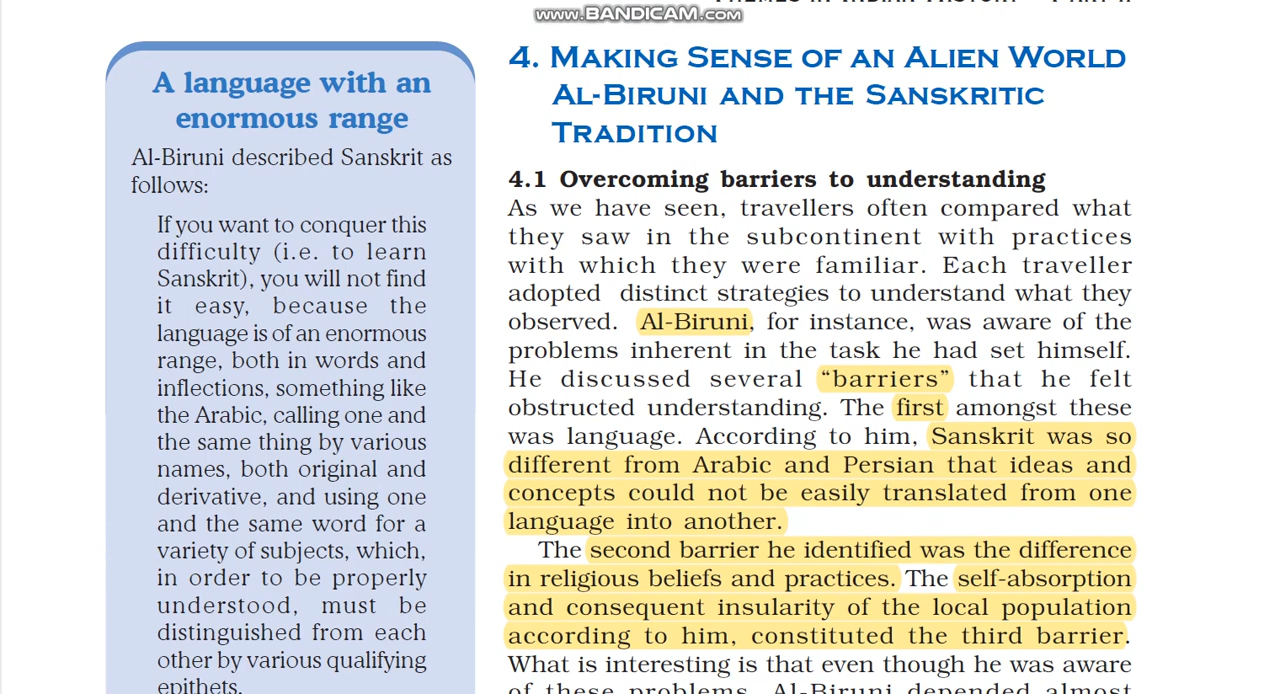 www.BANDICAM.com
A language with an
enormous range
Al-Biruni described Sanskrit as
follows:
If you want to conquer this
difficulty (i.e. to learn
Sanskrit), you will not find
it easy, because the
language is of an enormous
range, both in words and
inflections, something like
the Arabic, calling one and
the same thing by various
names, both original and
derivative, and using one
and the same word for a
variety of subjects, which,
in order to be properly
understood, must be
distinguished from each
other by various qualifying
epithets.
4. MAKING SENSE OF AN ALIEN WORLD
AL-BIRUNI AND THE SANSKRITIC
TRADITION
4.1 Overcoming barriers to understanding
As we have seen, travellers often compared what
they saw in the subcontinent with practices
with which they were familiar. Each traveller
adopted distinct strategies to understand what they
observed. Al-Biruni, for instance, was aware of the
problems inherent in the task he had set himself.
He discussed several “barriers” that he felt
obstructed understanding. The first amongst these
was language. According to him, Sanskrit was so
different from Arabic and Persian that ideas and
concepts could not be easily translated from one
language into another.
The second barrier he identified was the difference
in religious beliefs and practices. The self-absorption
and consequent insularity of the local population
according to him, constituted the third barrier.
What is interesting is that even though he was aware
of these problems, Al-Biruni depended almost